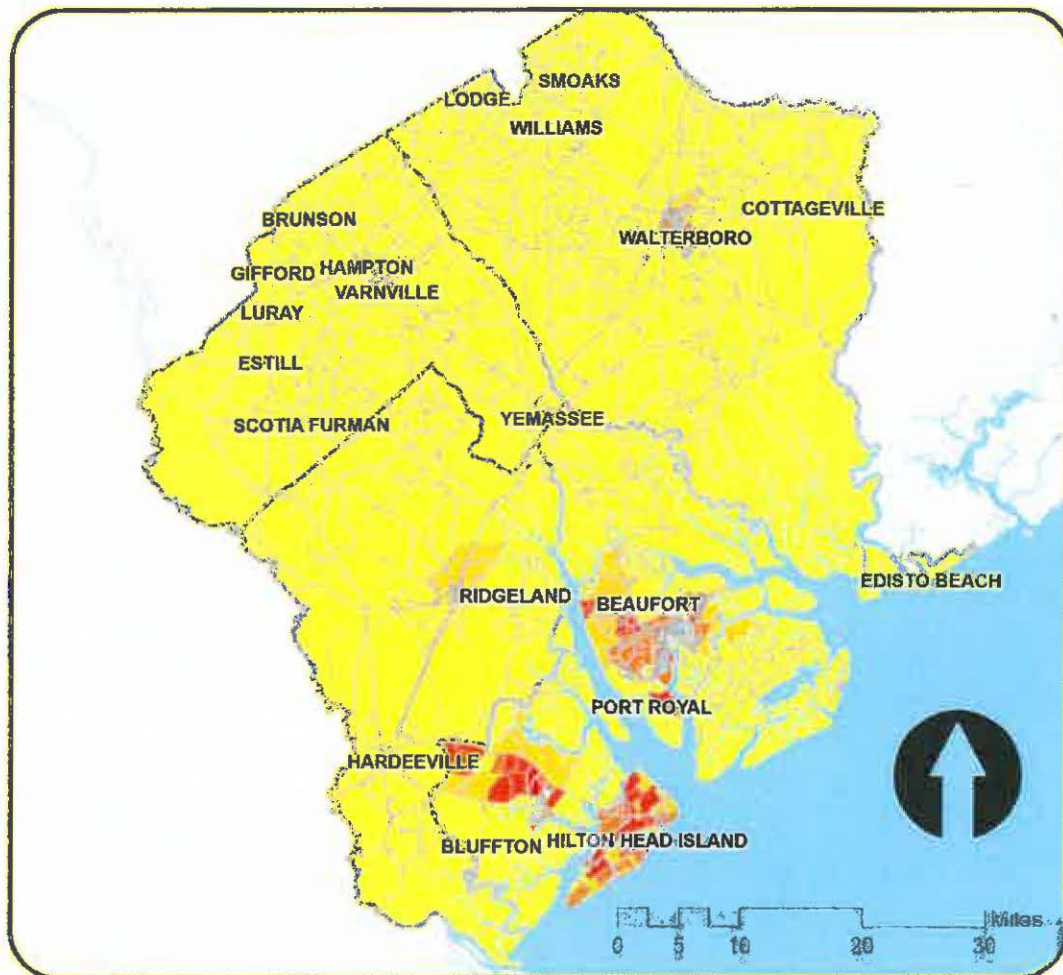 SMOAKS
LODGE
WILLIAMS
COTTAGEVILLE
BRUNSON
WALTERBORO
GIFFORD HAMPTON
VARNVILLE
LURAY
ESTILL
SCOTIA FURMAN
YEMASSEE
EDISTO BEACH
RIDGELAND
BEAUFORT
PORT ROYAL
HARDEEVILLE
BLUFFTON
HILTON HEAD ISLAND
Miles
0 5 10 20 30